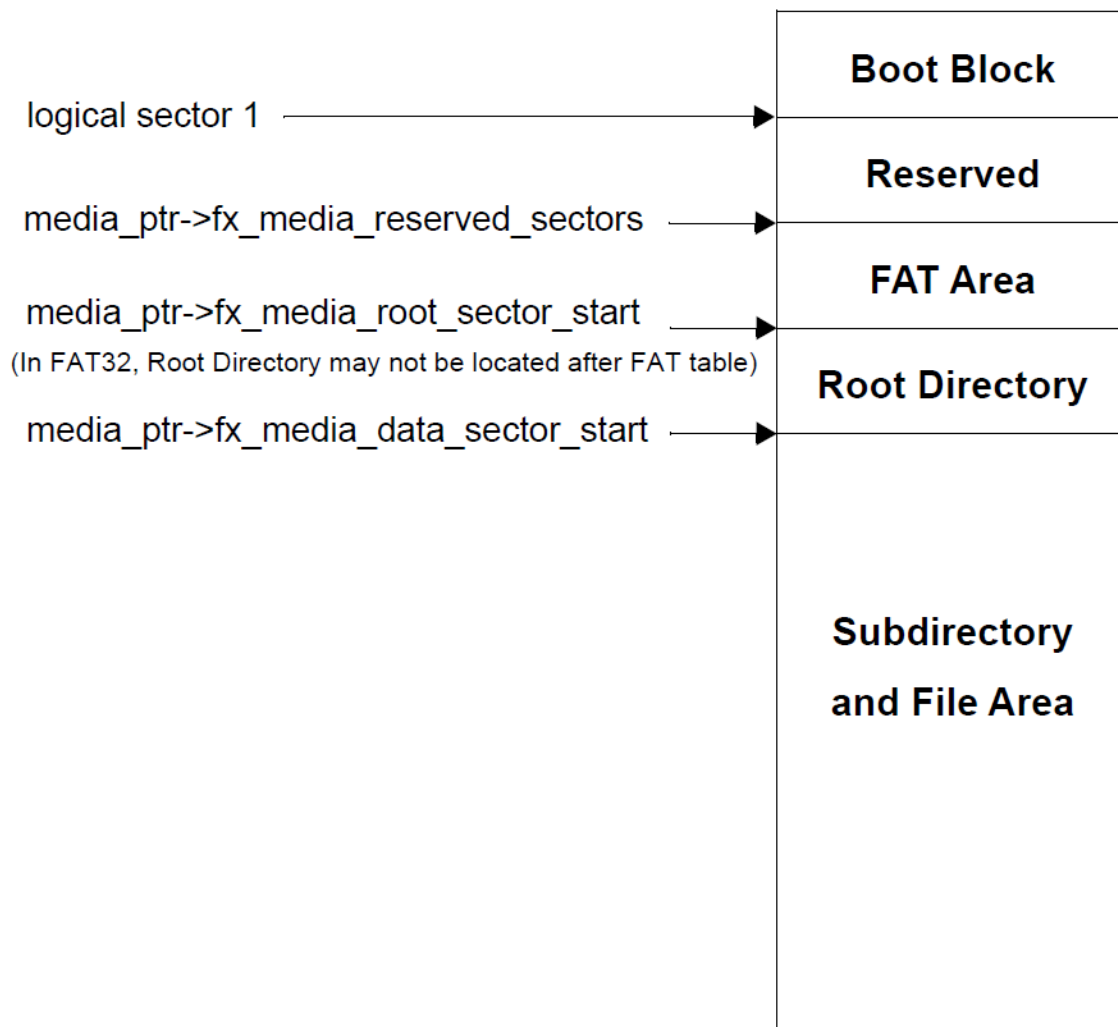 Boot Block
logical sector 1
Reserved
media_ptr->fx_media_reserved_sectors
FAT Area
media_ptr->fx_media_root_sector_start
(In FAT32, Root Directory may not be located after FAT table)
Root Directory
media_ptr->fx_media_data_sector_start
Subdirectory
and File Area